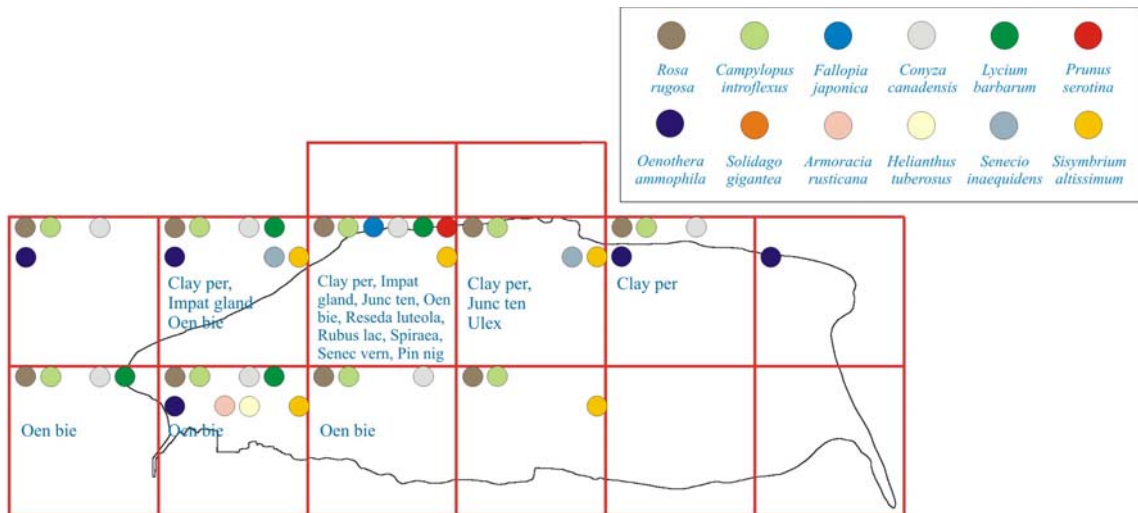 Rosa rugosa
Campylopus introflexus
Fallopia japonica
Conyza canadensis
Lycium barbarum
Prunus serotina
Oenothera ammophila
Solidago gigantea
Armoracia rusticana
Helianthus tuberosus
Senecio inaequidens
Sisymbrium altissimum
Clay per,
Impat gland
Oen bie
Clay per, Impat
gland, Junc ten, Oen
bie, Reseda luteola,
Rubus lac, Spiraea,
Senec vern, Pin nig
Clay per,
Junc ten
Ulex
Clay per
Oen bie
Oen bie
Oen bie